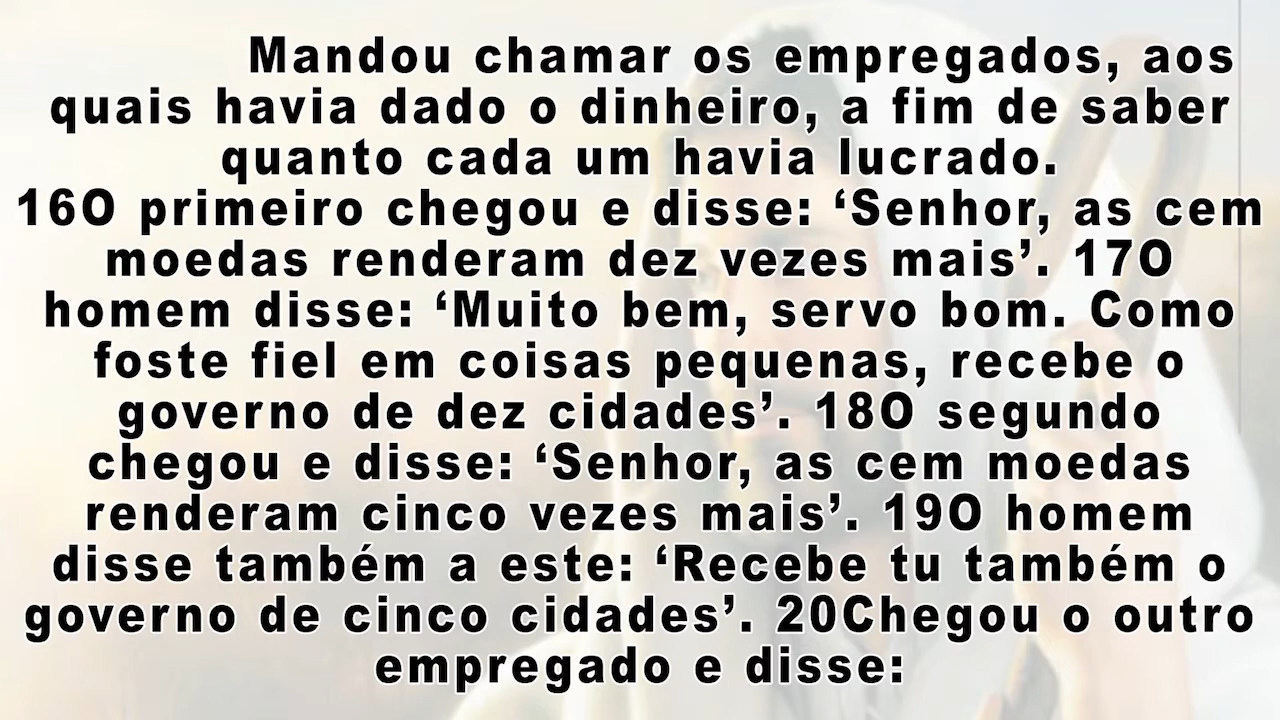 Mandou chamar os empregados, aos
quais havia dado o dinheiro, a fim de saber
quanto cada um havia lucrado.
16O primeiro chegou e disse: ‘Senhor, as cem
moedas renderam dez vezes mais’. 17O
homem disse: ‘Muito bem, servo bom. Como
foste fiel em coisas pequenas, recebe o
governo de dez cidades’. 18O segundo
chegou e disse: ‘Senhor, as cem moedas
renderam cinco vezes mais’. 19O homem
disse também a este: ‘Recebe tu também o
governo de cinco cidades’. 20Chegou o outro
empregado e disse: